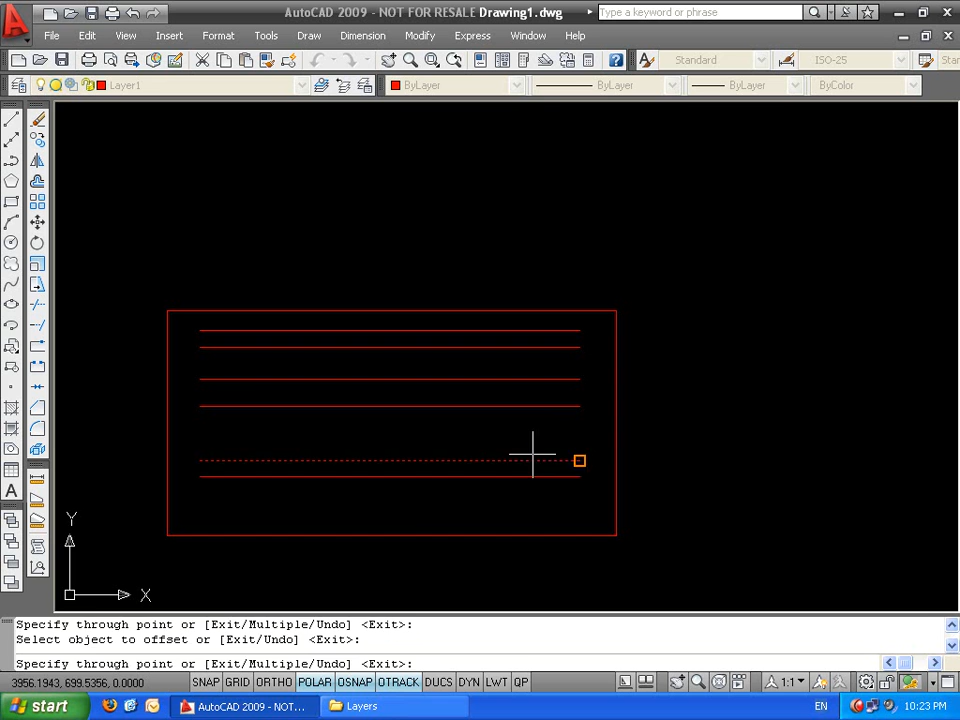 AutoCAD 2009 - NOT FOR RESALE Drawing1.dwg
Type a keyword or phrase
File Edit View Insert Format Tools Draw Dimension Modify Express Window Help
Standard ISO-25 Stan
Layer1 ByLayer ByLayer ByLayer ByColor
A
Y
X
Specify through point or [Exit/Multiple/Undo] <Exit>:
Select object to offset or [Exit/Undo] <Exit>:
Specify through point or [Exit/Multiple/Undo] <Exit>:
3956.1943, 699.5356, 0.0000 SNAP GRID ORTHO POLAR OSNAP OTRACK DUCS DYN LWT QP 1:1
start AutoCAD 2009 - NOT... Layers EN 10:23 PM